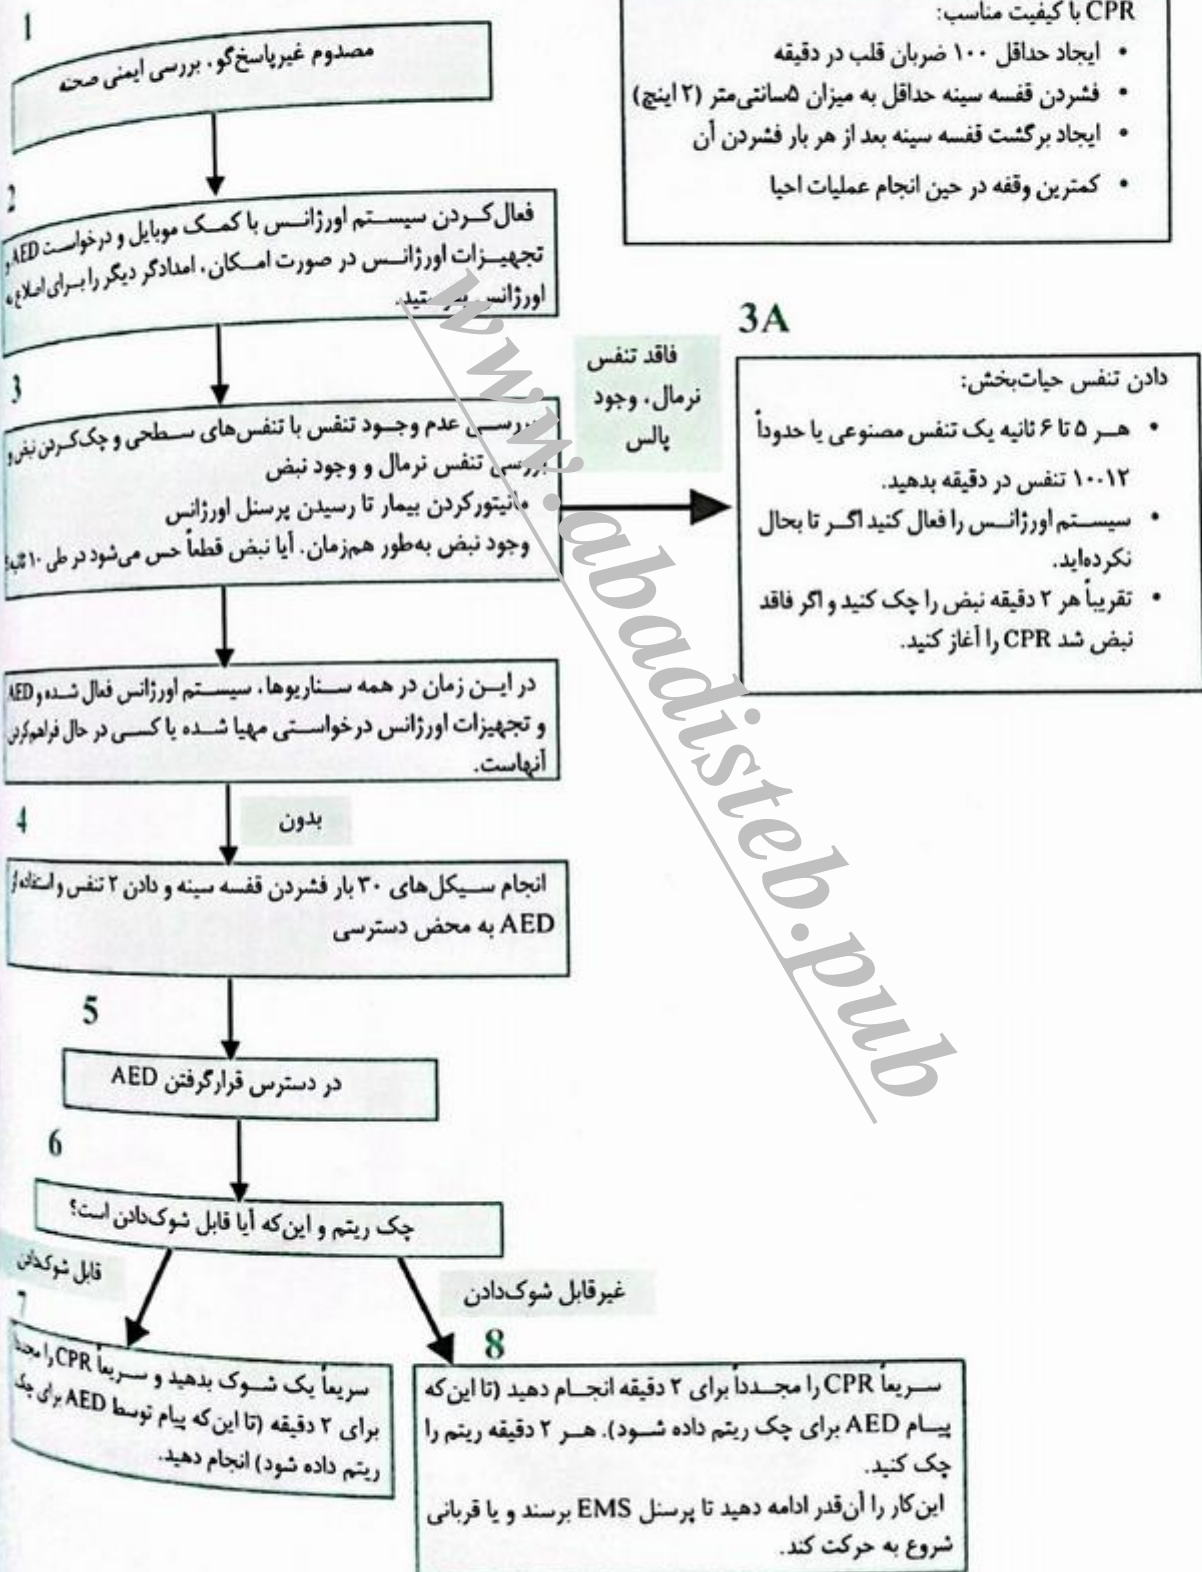 CPR با کیفیت مناسب:
• ایجاد حداقل ۱۰۰ ضربان قلب در دقیقه
• فشردن قفسه سینه حداقل به میزان ۵سانتی‌متر (۲ اینچ)
• ایجاد برگشت قفسه سینه بعد از هر بار فشردن آن
• کمترین وقفه در حین انجام عملیات احیا
1
مصدوم غیرپاسخ‌گو، بررسی ایمنی صحنه
2
فعال‌کردن سیستم اورژانس با کمک موبایل و درخواست AED و
تجهیزات اورژانس در صورت امکان، امدادگر دیگر را برای اطلاع به
اورژانس بفرستید.
3
بررسی عدم وجود تنفس با تنفس‌های سطحی و چک‌کردن نبض و
بررسی تنفس نرمال و وجود نبض
مانیتورکردن بیمار تا رسیدن پرسنل اورژانس
وجود نبض به‌طور هم‌زمان. آیا نبض قطعاً حس می‌شود در طی ۱۰ ثانیه؟
فاقد تنفس
نرمال، وجود
پالس
3A
دادن تنفس حیات‌بخش:
• هر ۵ تا ۶ ثانیه یک تنفس مصنوعی یا حدوداً
۱۰-۱۲ تنفس در دقیقه بدهید.
• سیستم اورژانس را فعال کنید اگر تا بحال
نکرده‌اید.
• تقریباً هر ۲ دقیقه نبض را چک کنید و اگر فاقد
نبض شد CPR را آغاز کنید.
در این زمان در همه سناریوها، سیستم اورژانس فعال شده و AED
و تجهیزات اورژانس درخواستی مهیا شده یا کسی در حال فراهم‌کردن
آنهاست.
بدون
4
انجام سیکل‌های ۳۰ بار فشردن قفسه سینه و دادن ۲ تنفس و استفاده از
AED به محض دسترسی
5
در دسترس قرارگرفتن AED
6
چک ریتم و این‌که آیا قابل شوک‌دادن است؟
قابل شوک‌دادن
غیرقابل شوک‌دادن
7
سریعاً یک شوک بدهید و سریعاً CPR را مجدداً
برای ۲ دقیقه (تا این‌که پیام توسط AED برای چک
ریتم داده شود) انجام دهید.
8
سریعاً CPR را مجدداً برای ۲ دقیقه انجام دهید (تا این‌که
پیام AED برای چک ریتم داده شود). هر ۲ دقیقه ریتم را
چک کنید.
این‌کار را آن‌قدر ادامه دهید تا پرسنل EMS برسند و یا قربانی
شروع به حرکت کند.
www.abadisteb.pub